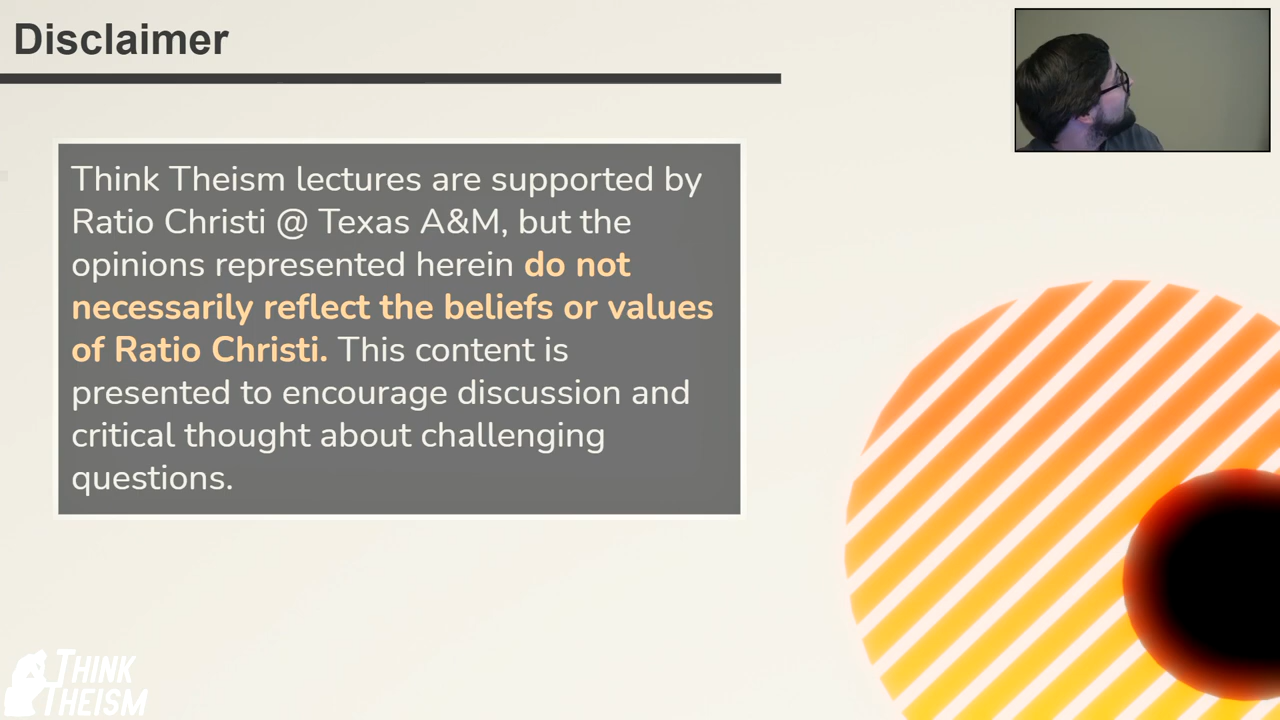 Disclaimer
Think Theism lectures are supported by
Ratio Christi @ Texas A&M, but the
opinions represented herein do not
necessarily reflect the beliefs or values
of Ratio Christi. This content is
presented to encourage discussion and
critical thought about challenging
questions.
THINK
THEISM